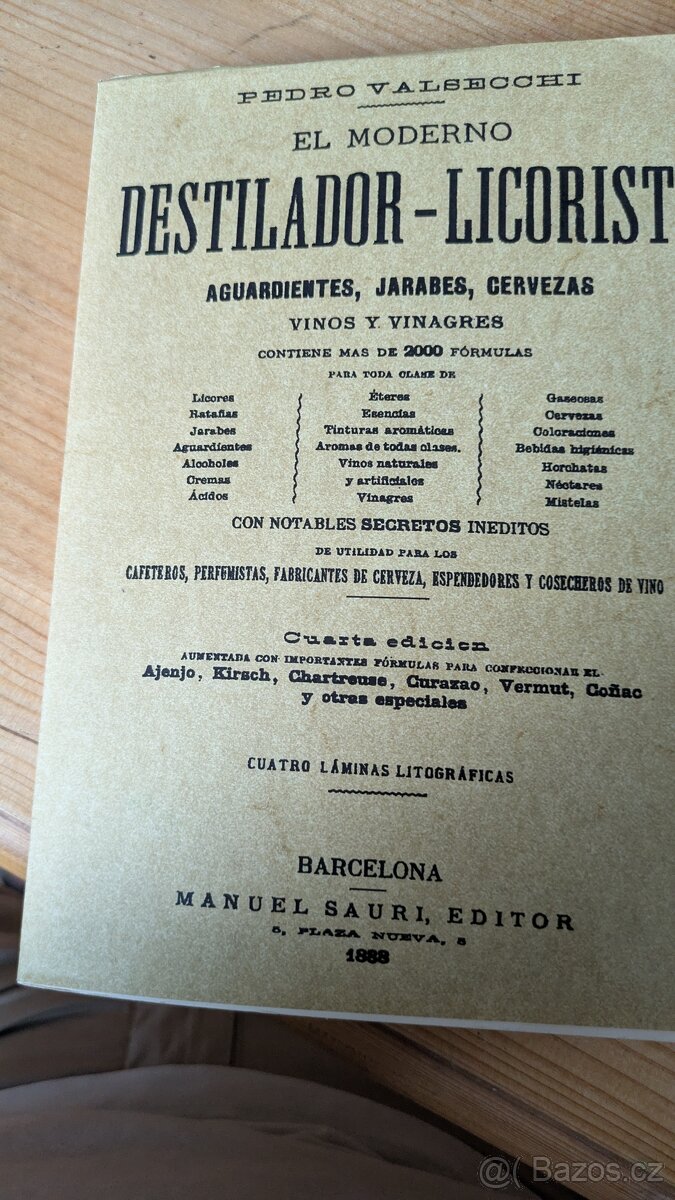 PEDRO VALSECCHI
EL MODERNO
DESTILADOR-LICORIST
AGUARDIENTES, JARABES, CERVEZAS
VINOS Y VINAGRES
CONTIENE MAS DE 2000 FÓRMULAS
PARA TODA CLASE DE
Licores
Ratafias
Jarabes
Aguardientes
Alcoholes
Cremas
Ácidos
Éteres
Esencias
Tinturas aromáticas
Aromas de todas clases.
Vinos naturales
y artificiales
Vinagres
Gaseosas
Cervezas
Coloraciones
Bebidas higiénicas
Horchatas
Néctares
Mistelas
CON NOTABLES SECRETOS INEDITOS
DE UTILIDAD PARA LOS
CAFETEROS, PERFUMISTAS, FABRICANTES DE CERVEZA, ESPENDEDORES Y COSECHEROS DE VINO
Cuarta edicion
AUMENTADA CON IMPORTANTES FÓRMULAS PARA CONFECCIONAR EL
Ajenjo, Kirsch, Chartreuse, Curazao, Vermut, Coñac
y otras especiales
CUATRO LÁMINAS LITOGRÁFICAS
BARCELONA
MANUEL SAURI, EDITOR
5, PLAZA NUEVA, 5
1888
@( Bazos.cz